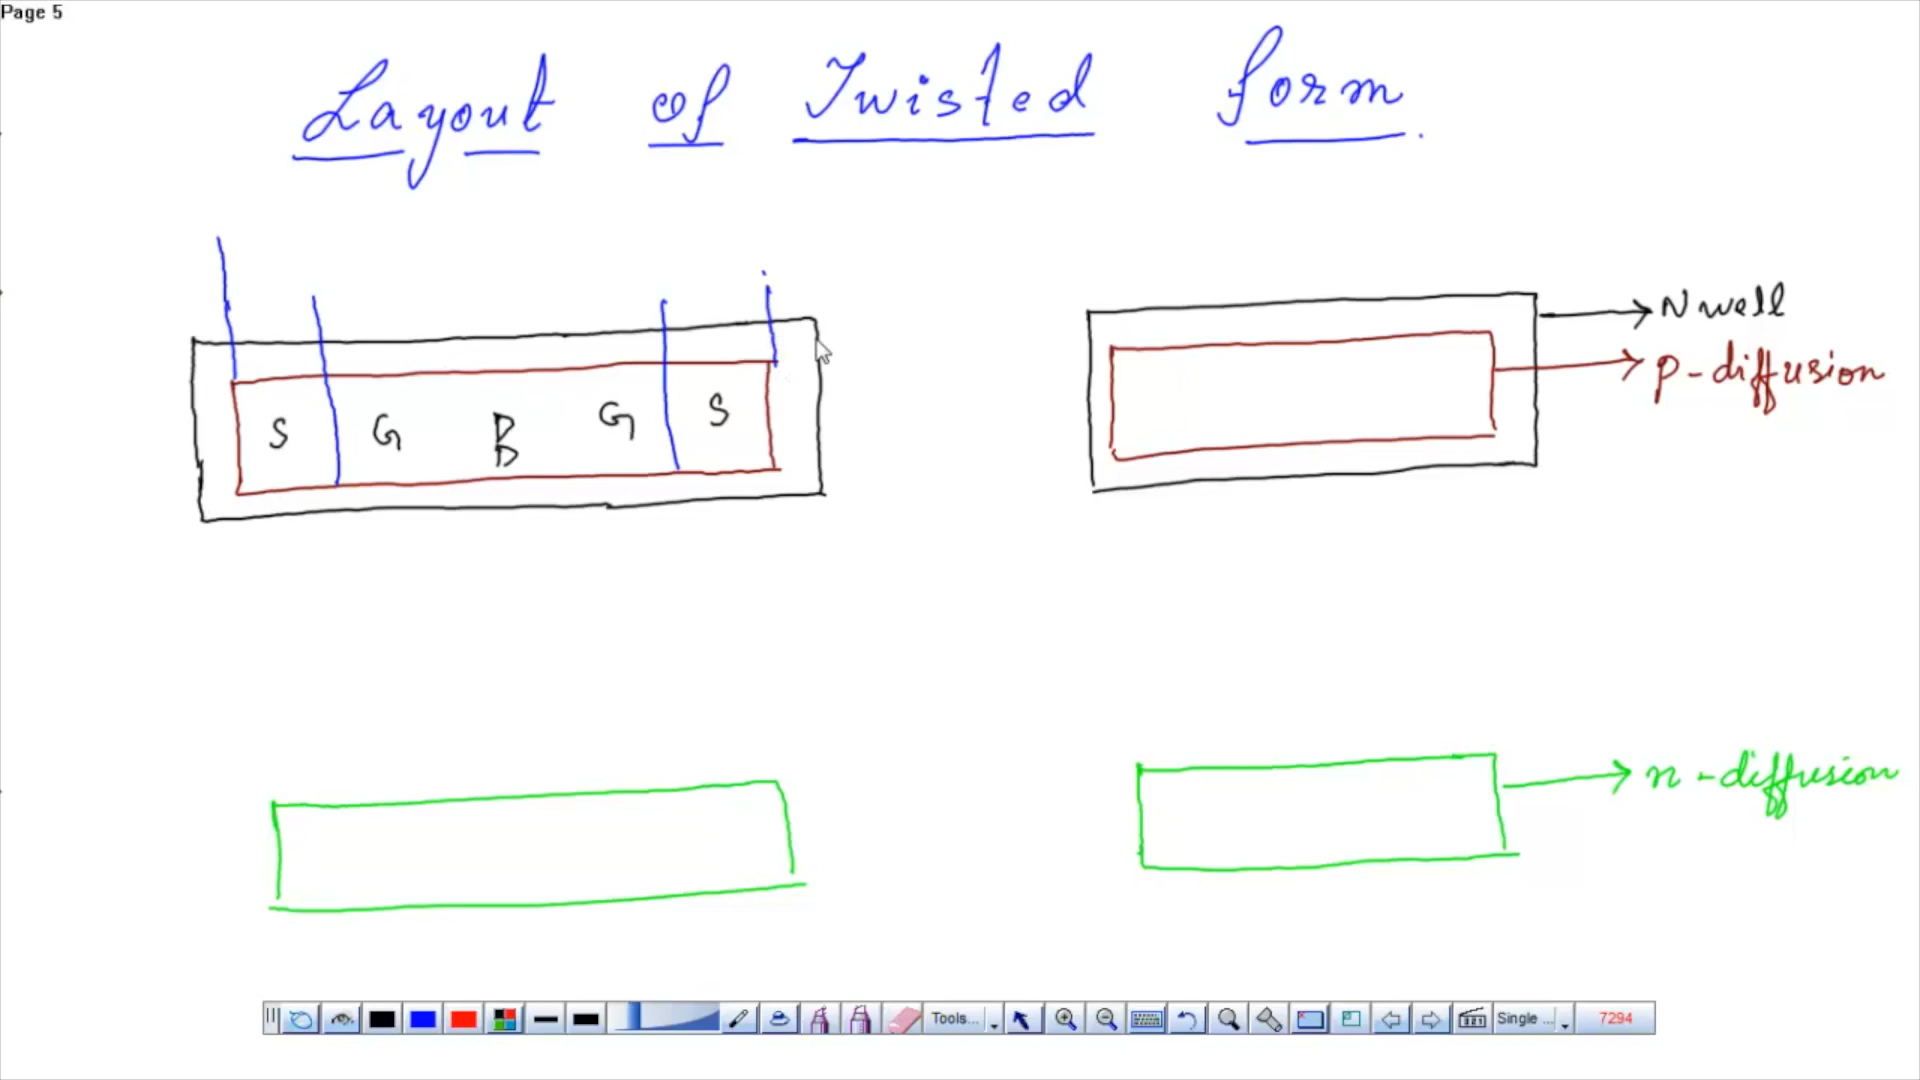 Page 5
Layout of Twisted form.
N well
p-diffusion
S G D G S
n-diffusion
Tools...
Single ...
7294